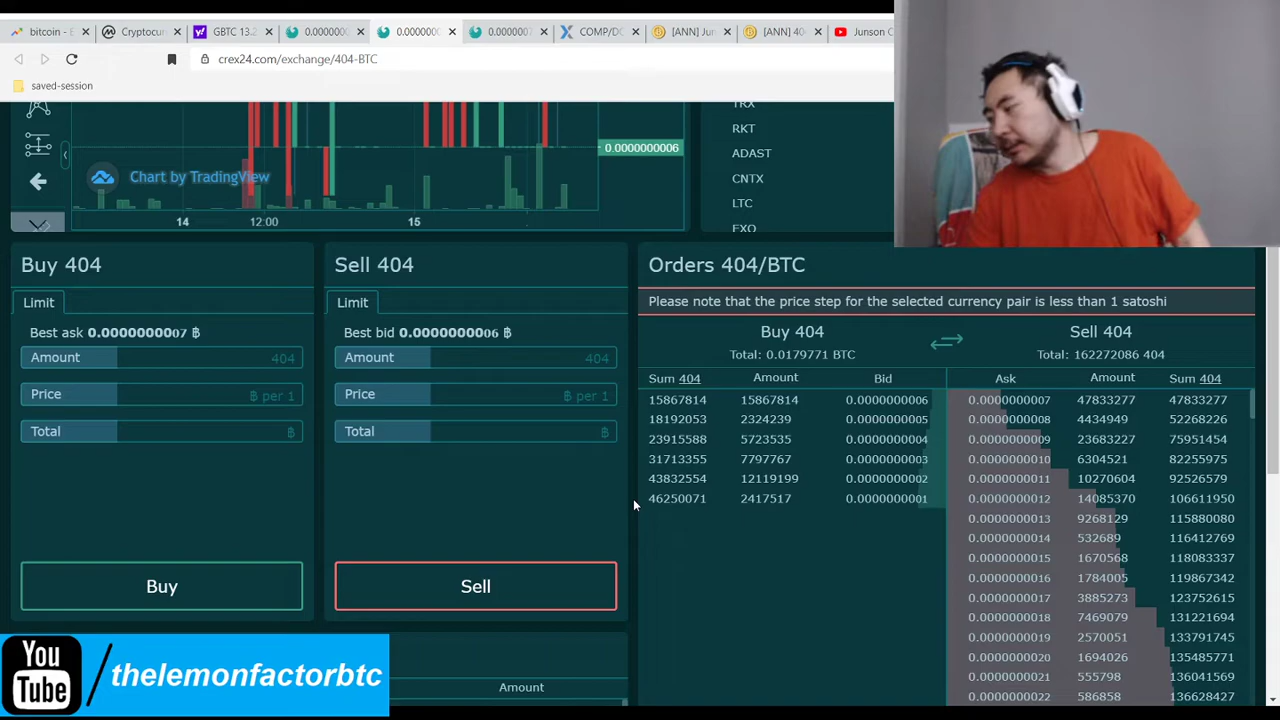 bitcoin - E
Cryptocur
GBTC 13.2
0.000000
0.000000
0.0000007
COMP/DC
[ANN] Jun
[ANN] 40
Junson C
crex24.com/exchange/404-BTC
saved-session
TRX
RKT
ADAST
CNTX
LTC
EXO
0.0000000006
Chart by TradingView
14 12:00 15
Buy 404
Limit
Best ask 0.0000000007 ฿
Amount 404
Price ฿ per 1
Total ฿
Buy
Sell 404
Limit
Best bid 0.0000000006 ฿
Amount 404
Price ฿ per 1
Total ฿
Sell
Orders 404/BTC
Please note that the price step for the selected currency pair is less than 1 satoshi
Buy 404
Total: 0.0179771 BTC
Sell 404
Total: 162272086 404
Sum 404 Amount Bid Ask Amount Sum 404
15867814 15867814 0.0000000006 0.0000000007 47833277 47833277
18192053 2324239 0.0000000005 0.0000000008 4434949 52268226
23915588 5723535 0.0000000004 0.0000000009 23683227 75951454
31713355 7797767 0.0000000003 0.0000000010 6304521 82255975
43832554 12119199 0.0000000002 0.0000000011 10270604 92526579
46250071 2417517 0.0000000001 0.0000000012 14085370 106611950
0.0000000013 9268129 115880080
0.0000000014 532689 116412769
0.0000000015 1670568 118083337
0.0000000016 1784005 119867342
0.0000000017 3885273 123752615
0.0000000018 7469079 131221694
0.0000000019 2570051 133791745
0.0000000020 1694026 135485771
0.0000000021 555798 136041569
0.0000000022 586858 136628427
Amount
You
Tube
/thelemonfactorbtc